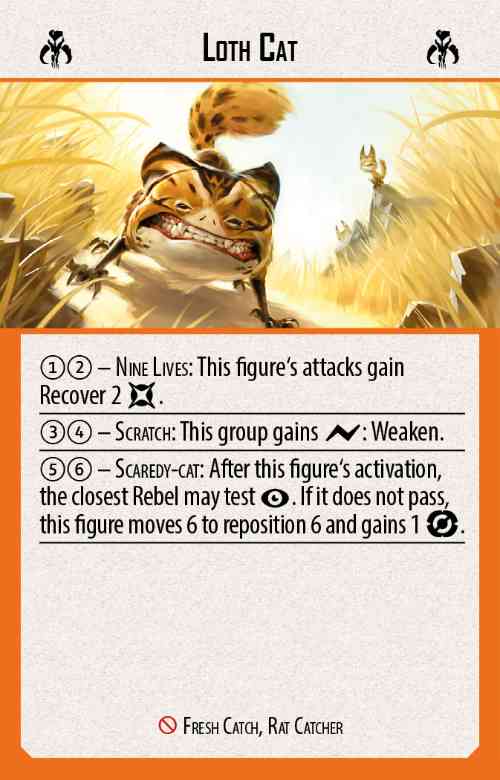 Loth Cat
①② – Nine Lives: This figure's attacks gain
Recover 2 .
③④ – Scratch: This group gains : Weaken.
⑤⑥ – Scaredy-cat: After this figure's activation,
the closest Rebel may test . If it does not pass,
this figure moves 6 to reposition 6 and gains 1 .
Fresh Catch, Rat Catcher